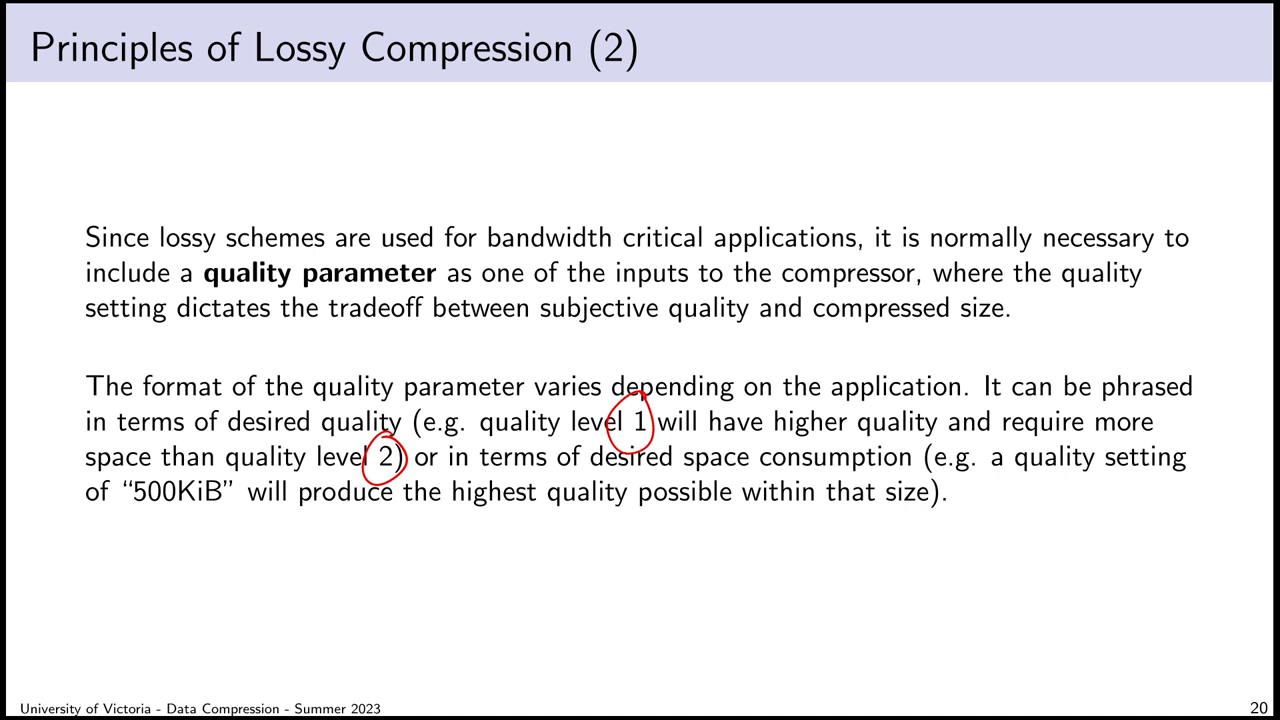 Principles of Lossy Compression (2)
Since lossy schemes are used for bandwidth critical applications, it is normally necessary to
include a quality parameter as one of the inputs to the compressor, where the quality
setting dictates the tradeoff between subjective quality and compressed size.
The format of the quality parameter varies depending on the application. It can be phrased
in terms of desired quality (e.g. quality level 1 will have higher quality and require more
space than quality level 2) or in terms of desired space consumption (e.g. a quality setting
of “500KiB” will produce the highest quality possible within that size).
University of Victoria - Data Compression - Summer 2023
20